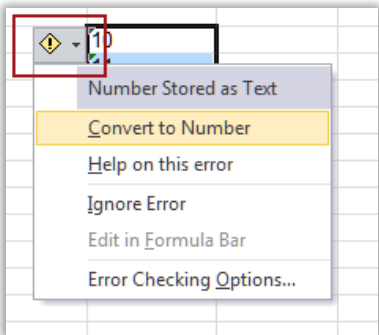 10
Number Stored as Text
Convert to Number
Help on this error
Ignore Error
Edit in Formula Bar
Error Checking Options...